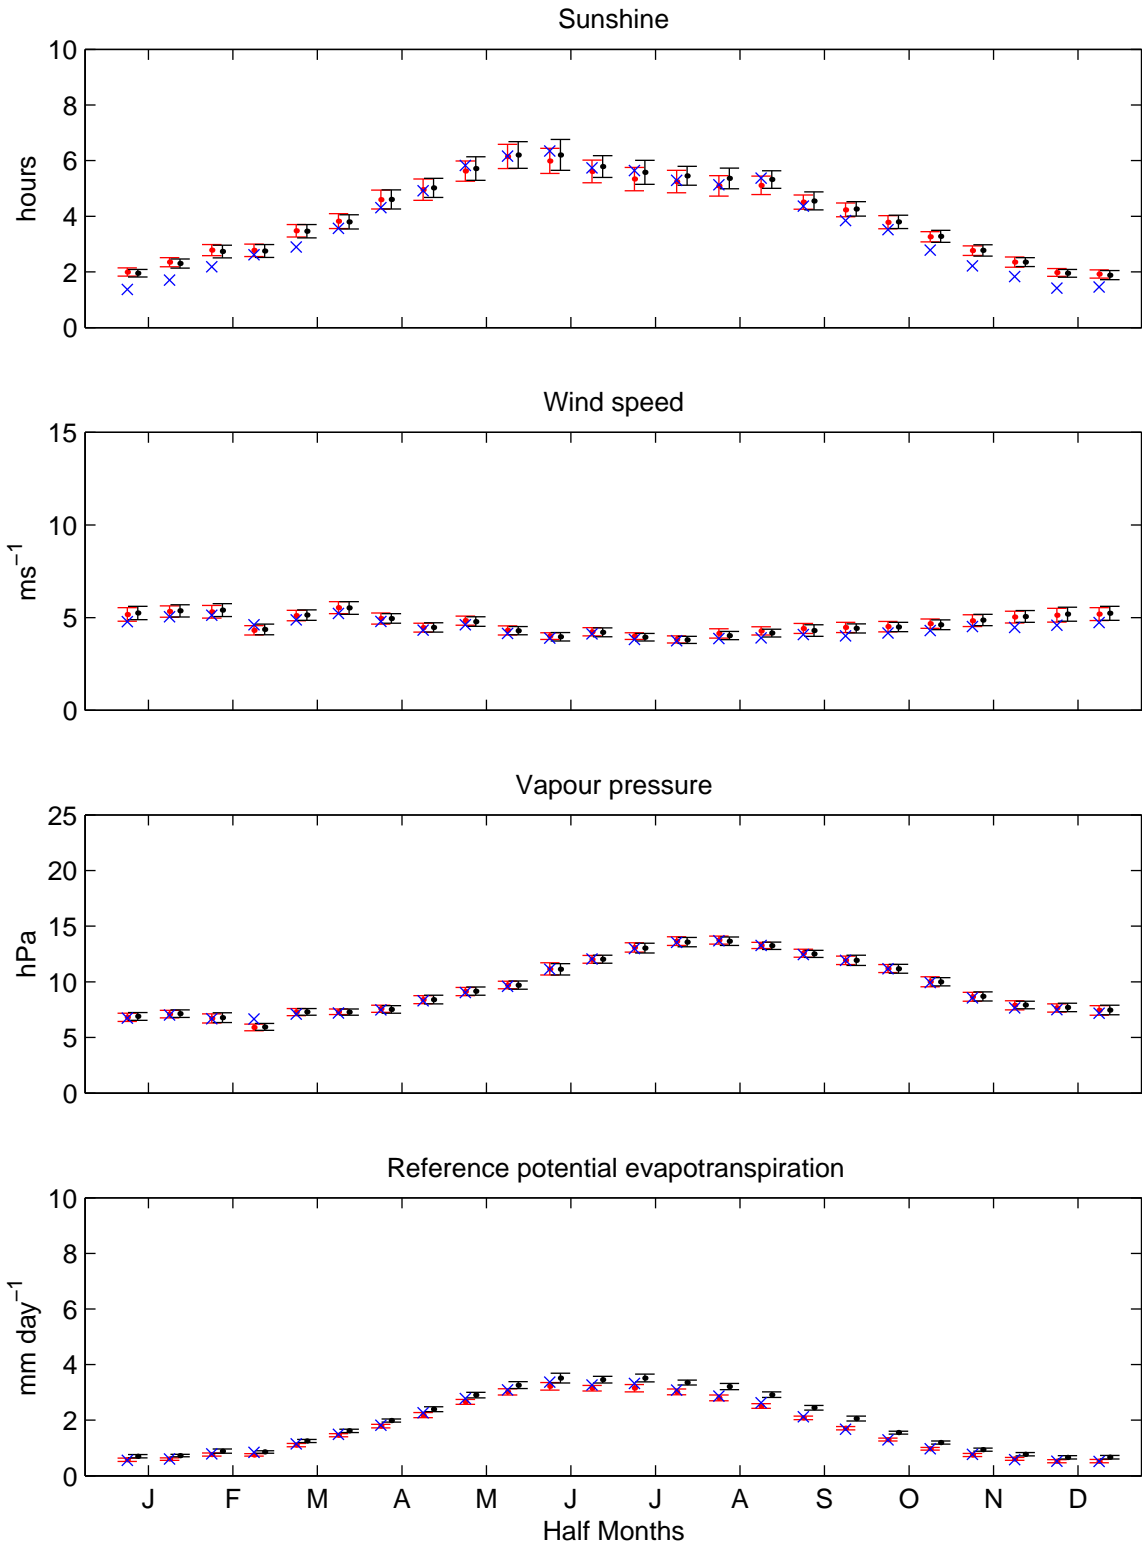 Sunshine
10
8
6
4
2
0
hours
Wind speed
15
10
5
0
ms⁻¹
Vapour pressure
25
20
15
10
5
0
hPa
Reference potential evapotranspiration
10
8
6
4
2
0
mm day⁻¹
J F M A M J J A S O N D
Half Months